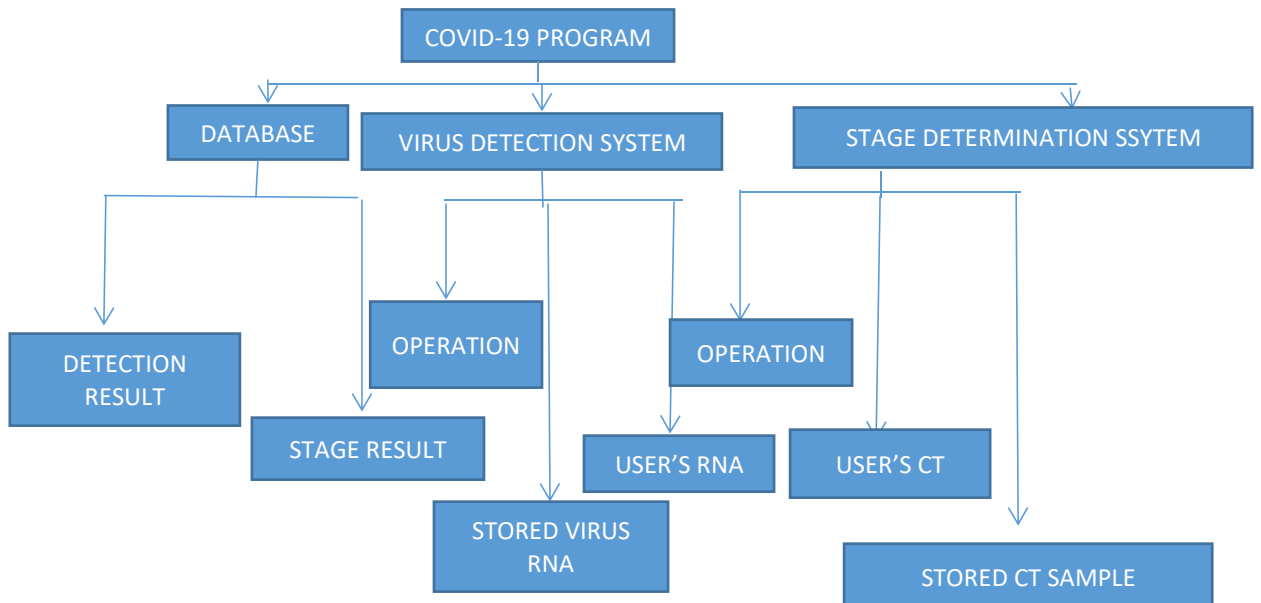 COVID-19 PROGRAM
DATABASE
VIRUS DETECTION SYSTEM
STAGE DETERMINATION SSYTEM
DETECTION
RESULT
STAGE RESULT
OPERATION
STORED VIRUS
RNA
USER’S RNA
OPERATION
USER’S CT
STORED CT SAMPLE